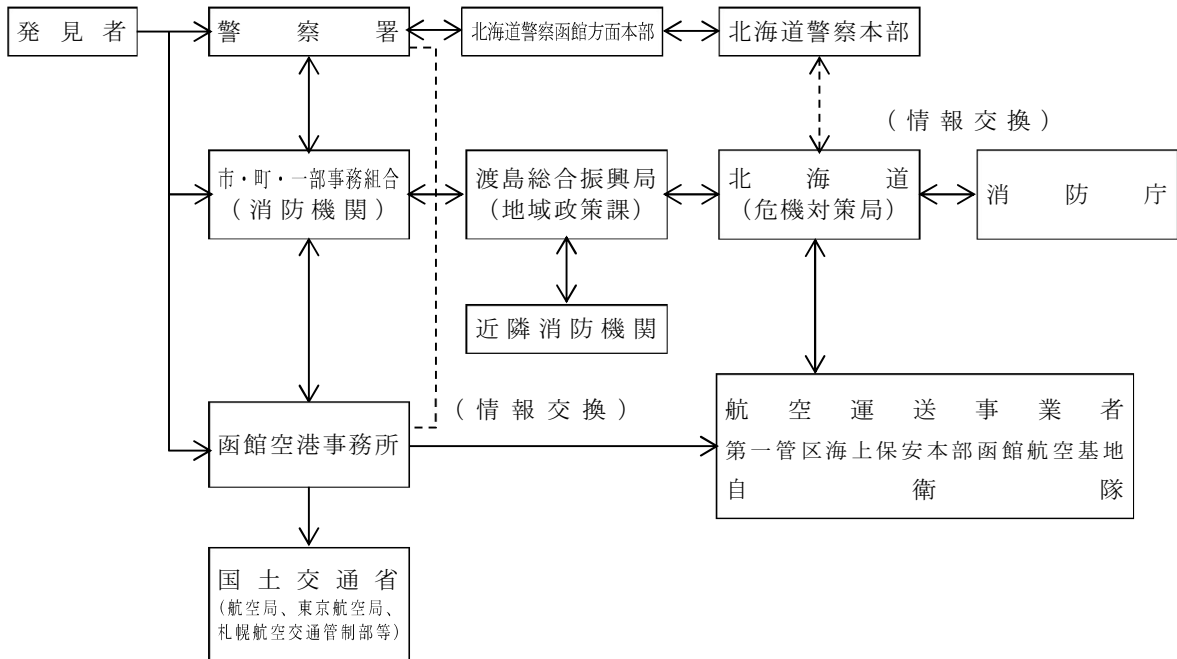 発見者
警察署
北海道警察函館方面本部
北海道警察本部
(情報交換)
市・町・一部事務組合
(消防機関)
渡島総合振興局
(地域政策課)
北海道
(危機対策局)
消防庁
近隣消防機関
(情報交換)
函館空港事務所
航空運送事業者
第一管区海上保安本部函館航空基地
自衛隊
国土交通省
(航空局、東京航空局、
札幌航空交通管制部等)